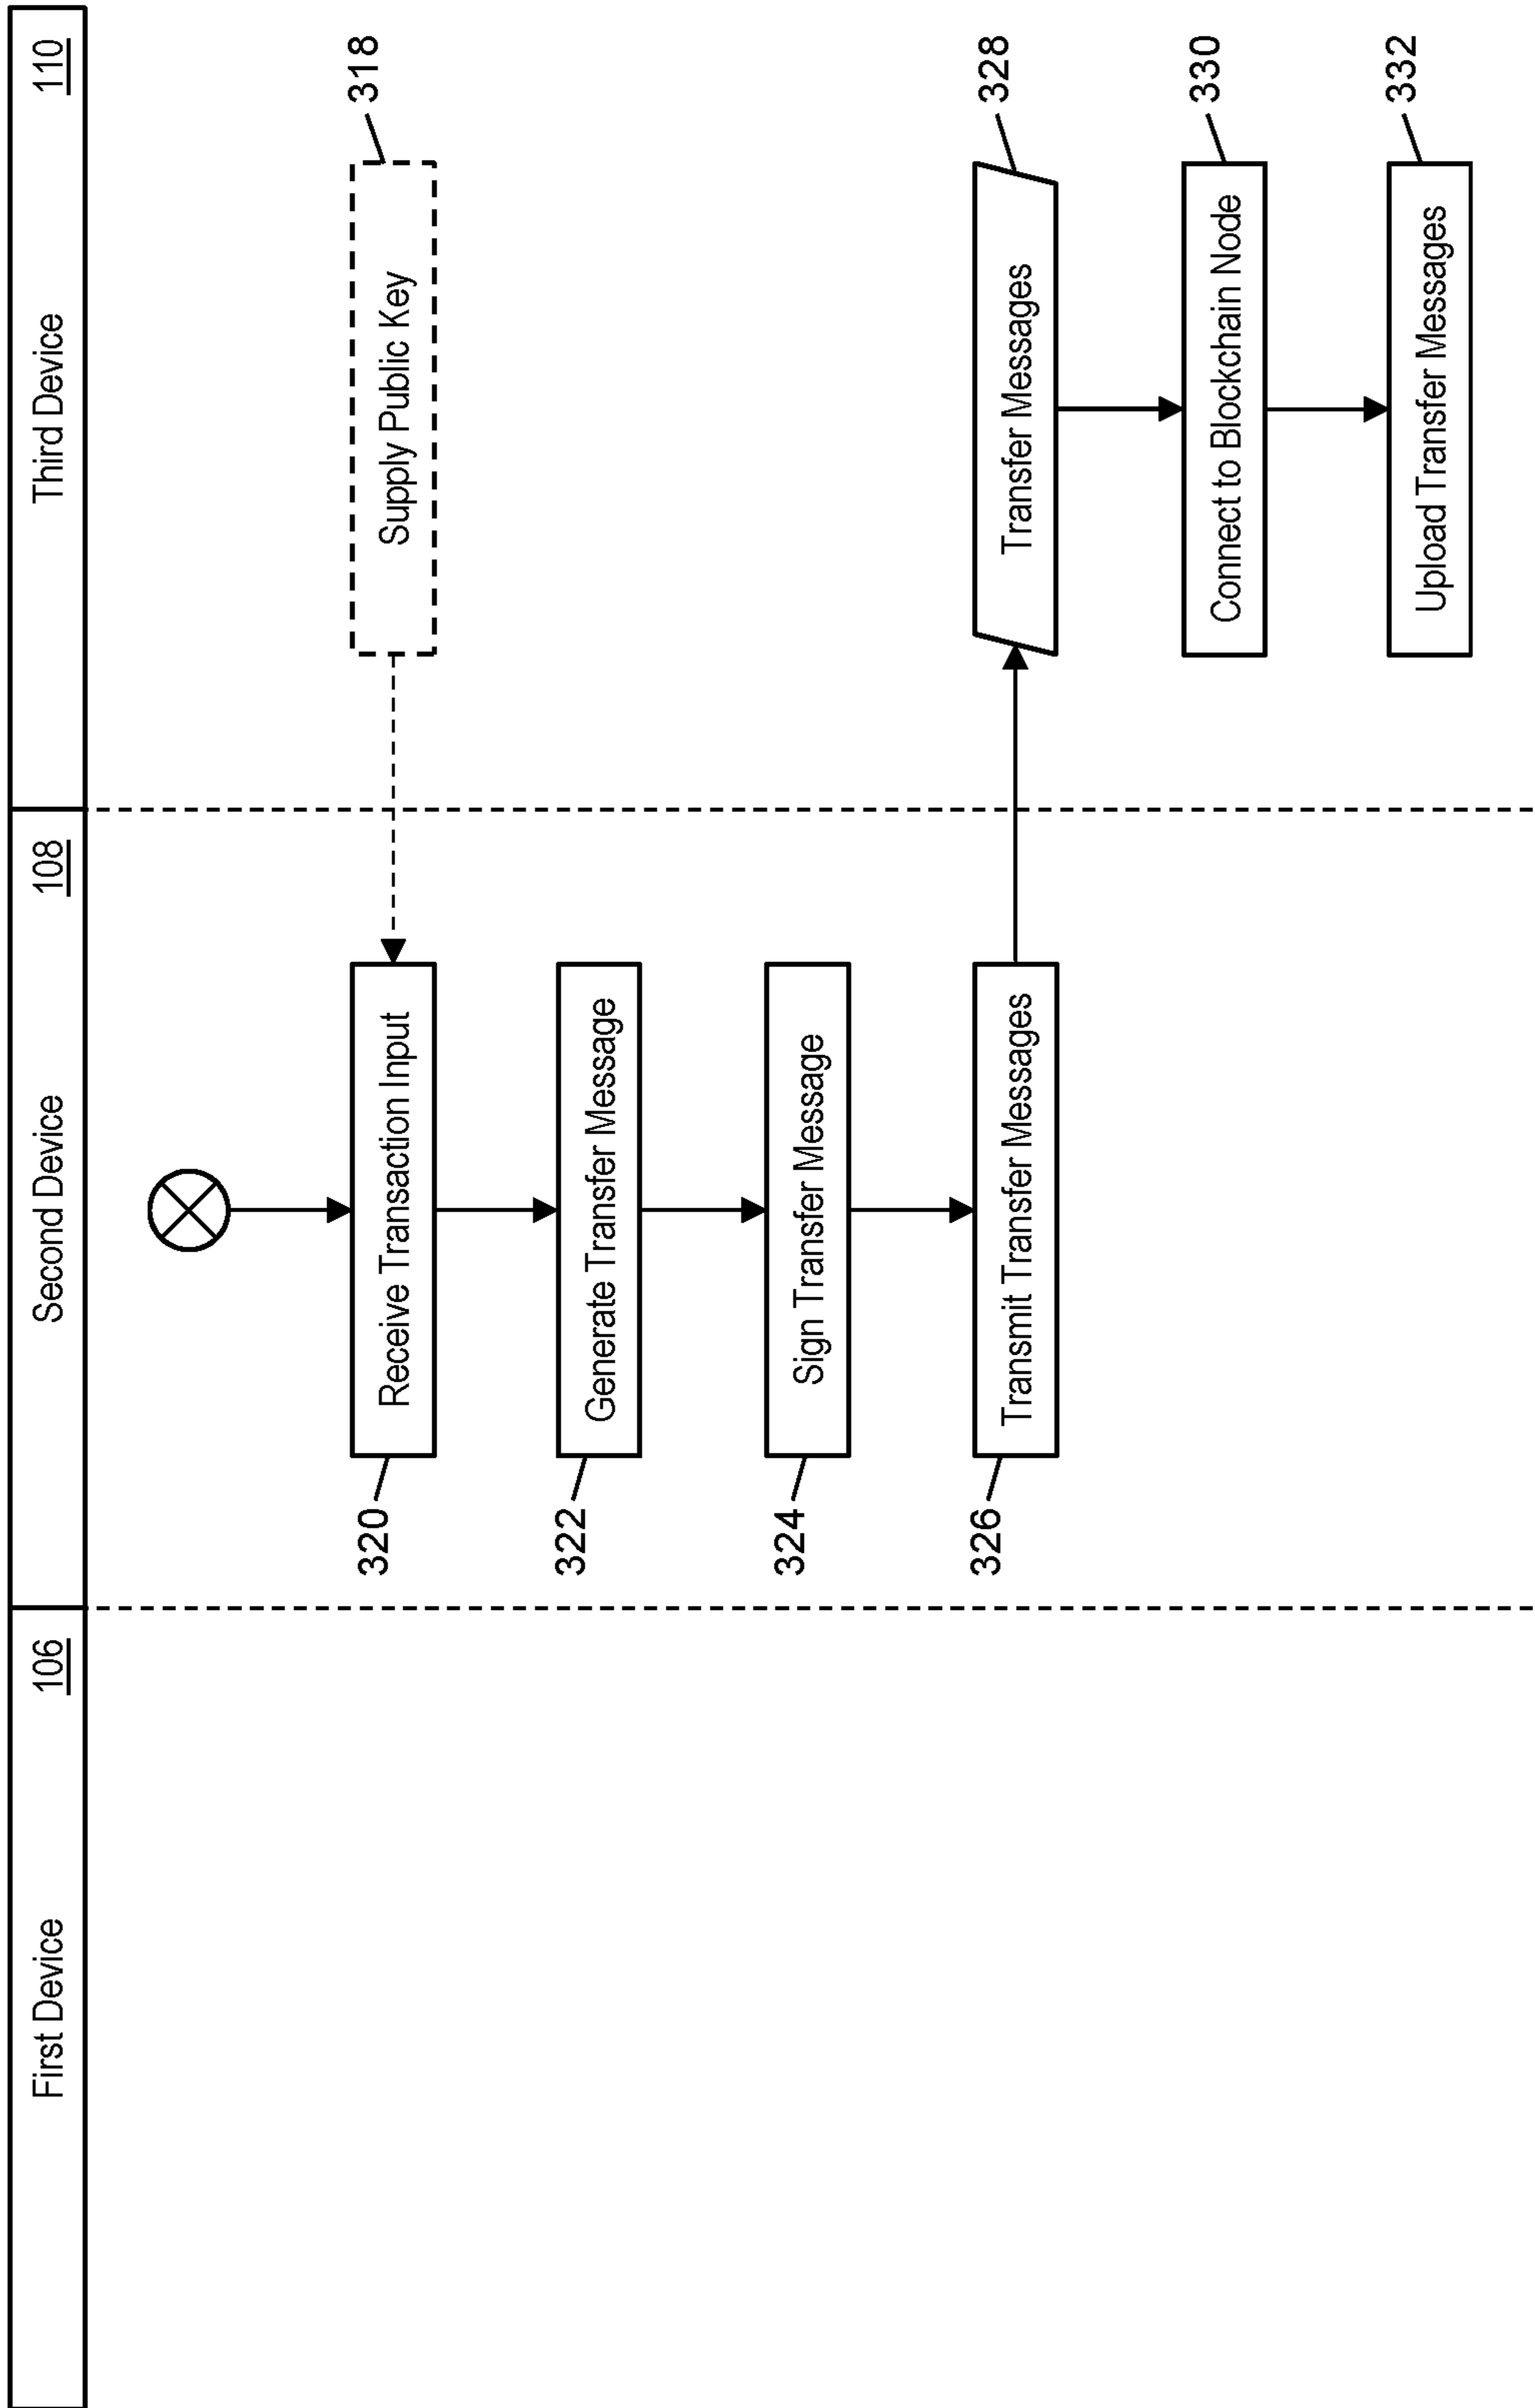 First Device
106
Second Device
108
Third Device
110
320
Receive Transaction Input
Supply Public Key
318
322
Generate Transfer Message
324
Sign Transfer Message
326
Transmit Transfer Messages
Transfer Messages
328
Connect to Blockchain Node
330
Upload Transfer Messages
332